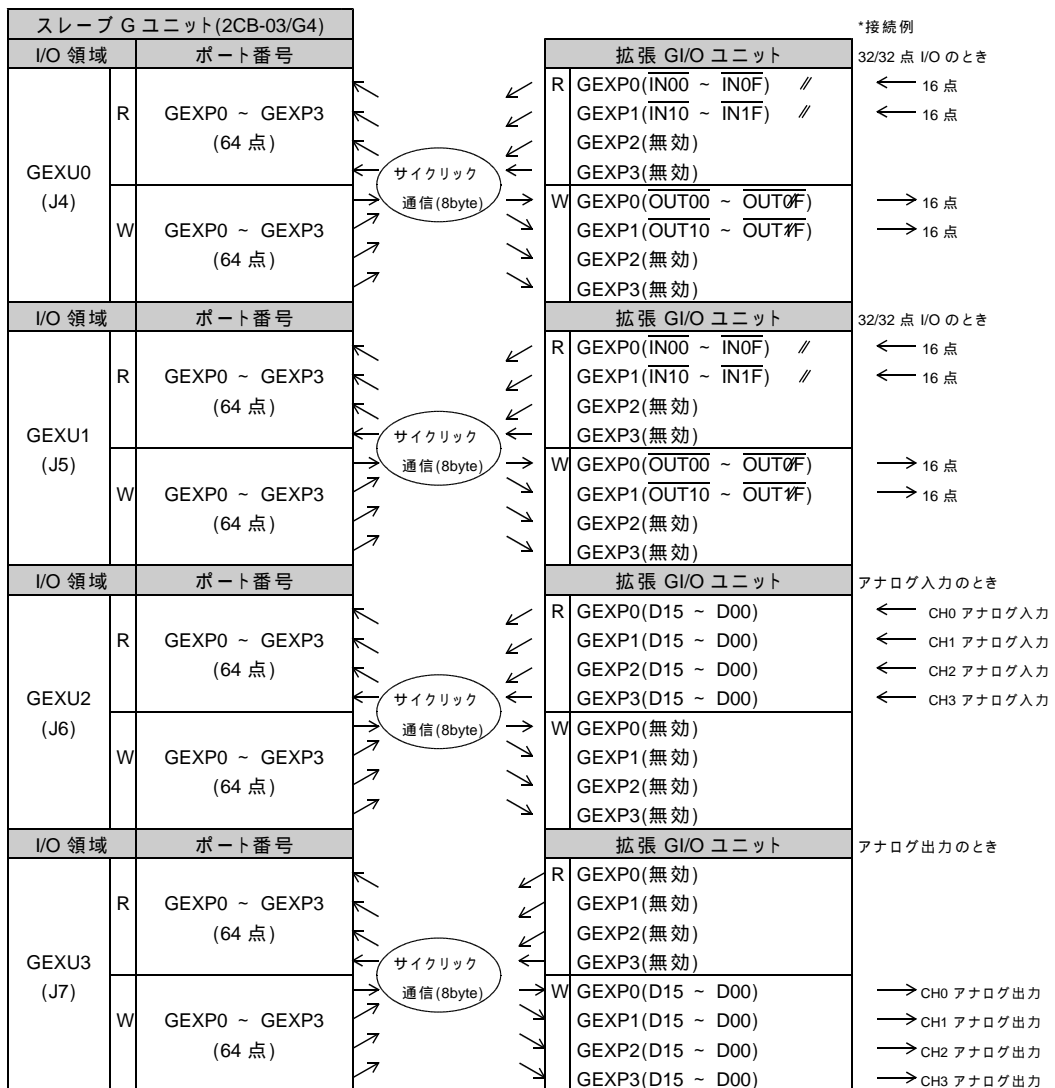 スレーブ G ユニット(2CB-03/G4)
*接続例
I/O 領域 ポート番号 拡張 GI/O ユニット 32/32 点 I/O のとき
GEXU0
(J4)
R GEXP0 ~ GEXP3
(64 点)
W GEXP0 ~ GEXP3
(64 点)
サイクリック
通信(8byte)
R GEXP0(IN00 ~ IN0F) 〃 16 点
GEXP1(IN10 ~ IN1F) 〃 16 点
GEXP2(無効)
GEXP3(無効)
W GEXP0(OUT00 ~ OUT0F) 〃 16 点
GEXP1(OUT10 ~ OUT1F) 〃 16 点
GEXP2(無効)
GEXP3(無効)
I/O 領域 ポート番号 拡張 GI/O ユニット 32/32 点 I/O のとき
GEXU1
(J5)
R GEXP0 ~ GEXP3
(64 点)
W GEXP0 ~ GEXP3
(64 点)
サイクリック
通信(8byte)
R GEXP0(IN00 ~ IN0F) 〃 16 点
GEXP1(IN10 ~ IN1F) 〃 16 点
GEXP2(無効)
GEXP3(無効)
W GEXP0(OUT00 ~ OUT0F) 〃 16 点
GEXP1(OUT10 ~ OUT1F) 〃 16 点
GEXP2(無効)
GEXP3(無効)
I/O 領域 ポート番号 拡張 GI/O ユニット アナログ入力のとき
GEXU2
(J6)
R GEXP0 ~ GEXP3
(64 点)
W GEXP0 ~ GEXP3
(64 点)
サイクリック
通信(8byte)
R GEXP0(D15 ~ D00) CH0 アナログ入力
GEXP1(D15 ~ D00) CH1 アナログ入力
GEXP2(D15 ~ D00) CH2 アナログ入力
GEXP3(D15 ~ D00) CH3 アナログ入力
W GEXP0(無効)
GEXP1(無効)
GEXP2(無効)
GEXP3(無効)
I/O 領域 ポート番号 拡張 GI/O ユニット アナログ出力のとき
GEXU3
(J7)
R GEXP0 ~ GEXP3
(64 点)
W GEXP0 ~ GEXP3
(64 点)
サイクリック
通信(8byte)
R GEXP0(無効)
GEXP1(無効)
GEXP2(無効)
GEXP3(無効)
W GEXP0(D15 ~ D00) CH0 アナログ出力
GEXP1(D15 ~ D00) CH1 アナログ出力
GEXP2(D15 ~ D00) CH2 アナログ出力
GEXP3(D15 ~ D00) CH3 アナログ出力